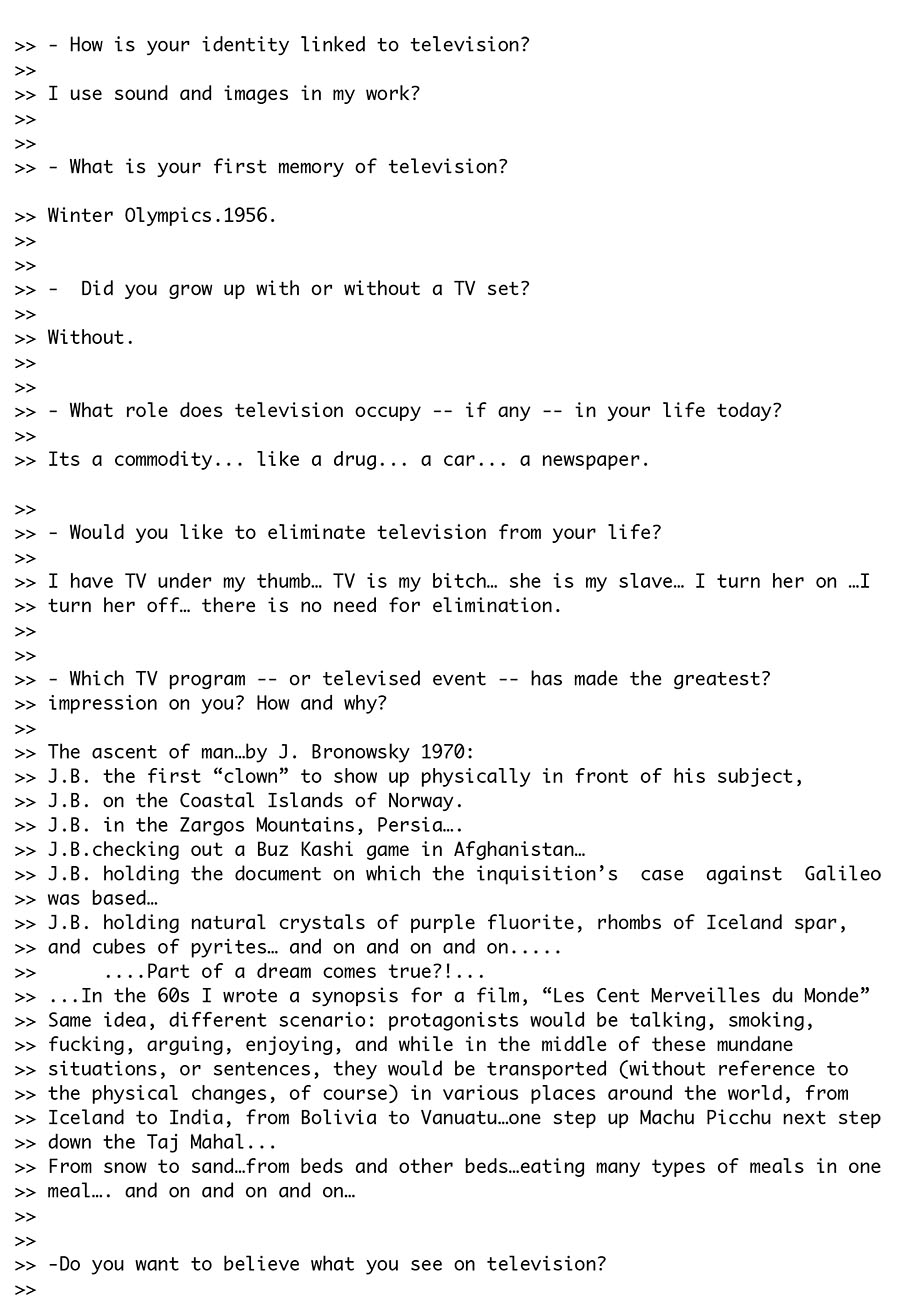 >> - How is your identity linked to television?
>>
>> I use sound and images in my work?
>>
>>
>> - What is your first memory of television?
>> Winter Olympics.1956.
>>
>>
>> -  Did you grow up with or without a TV set?
>>
>> Without.
>>
>>
>> - What role does television occupy -- if any -- in your life today?
>>
>> Its a commodity... like a drug... a car... a newspaper.
>>
>> - Would you like to eliminate television from your life?
>>
>> I have TV under my thumb… TV is my bitch… she is my slave… I turn her on …I
>> turn her off… there is no need for elimination.
>>
>>
>> - Which TV program -- or televised event -- has made the greatest?
>> impression on you? How and why?
>>
>> The ascent of man…by J. Bronowsky 1970:
>> J.B. the first “clown” to show up physically in front of his subject,
>> J.B. on the Coastal Islands of Norway.
>> J.B. in the Zargos Mountains, Persia….
>> J.B.checking out a Buz Kashi game in Afghanistan…
>> J.B. holding the document on which the inquisition’s  case  against  Galileo
>> was based…
>> J.B. holding natural crystals of purple fluorite, rhombs of Iceland spar,
>> and cubes of pyrites… and on and on and on.....
>>      ....Part of a dream comes true?!...
>> ...In the 60s I wrote a synopsis for a film, “Les Cent Merveilles du Monde”
>> Same idea, different scenario: protagonists would be talking, smoking,
>> fucking, arguing, enjoying, and while in the middle of these mundane
>> situations, or sentences, they would be transported (without reference to
>> the physical changes, of course) in various places around the world, from
>> Iceland to India, from Bolivia to Vanuatu…one step up Machu Picchu next step
>> down the Taj Mahal...
>> From snow to sand…from beds and other beds…eating many types of meals in one
>> meal…. and on and on and on…
>>
>>
>> -Do you want to believe what you see on television?
>>